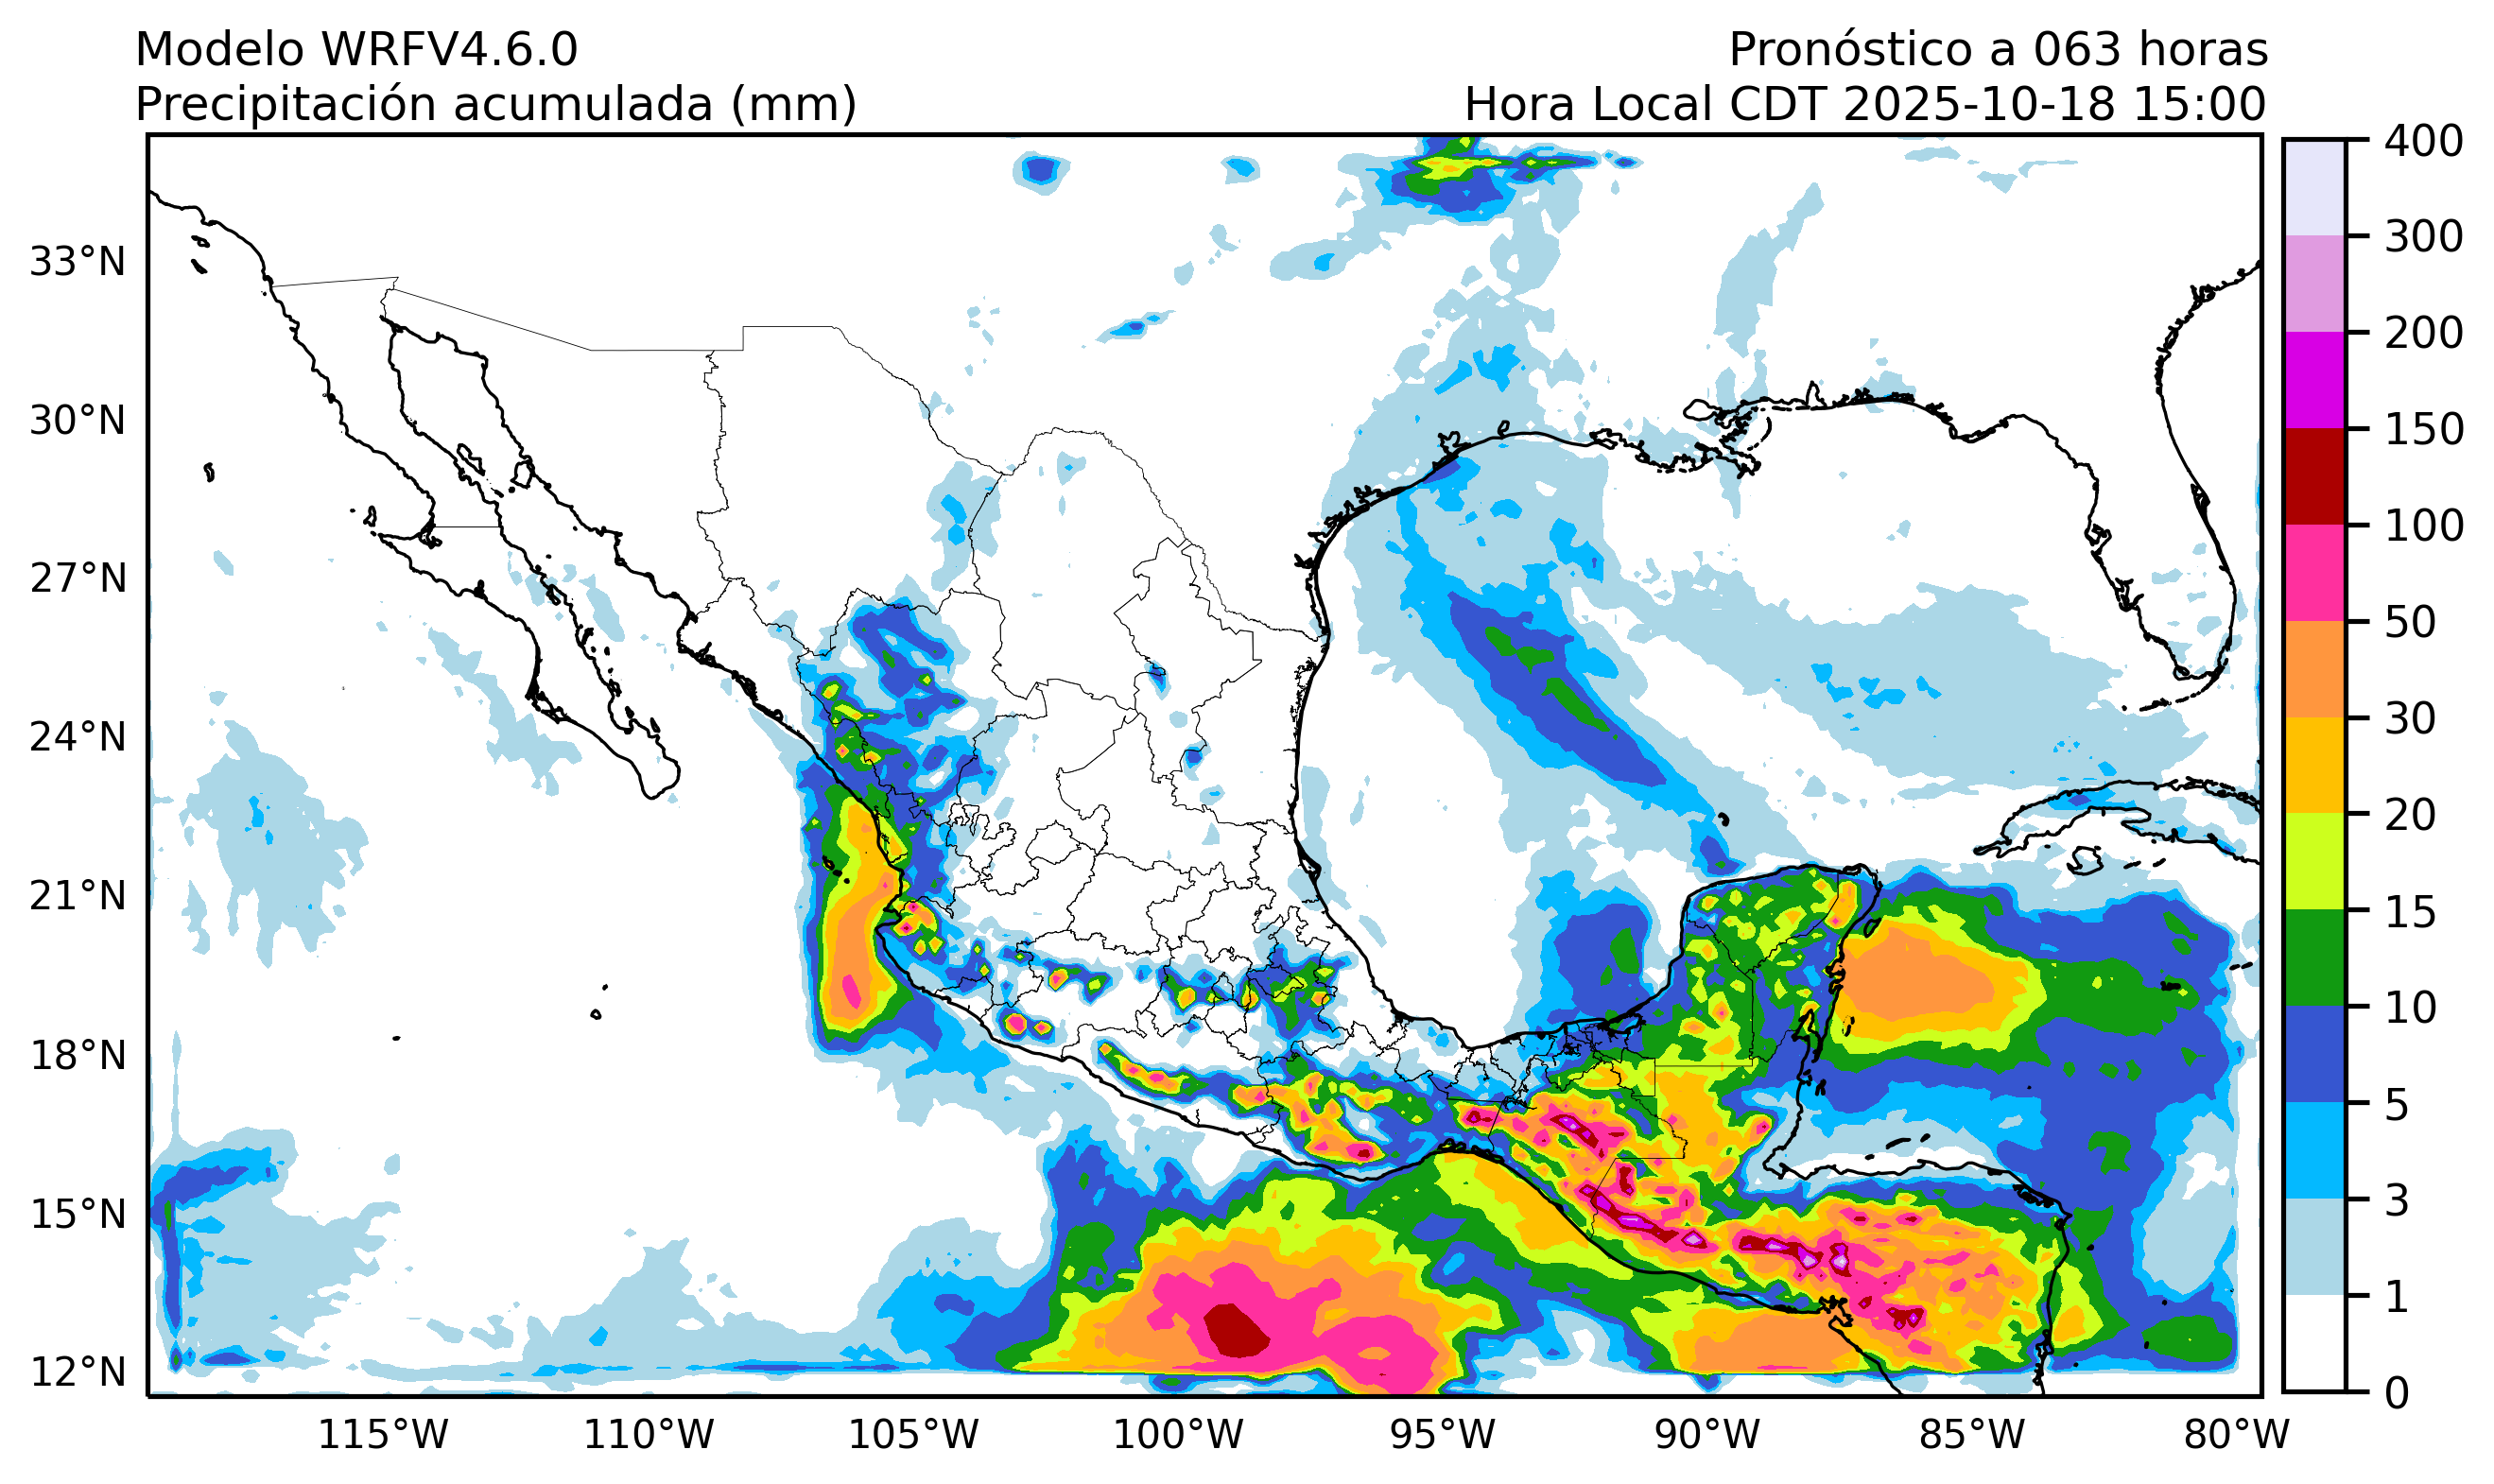 Modelo WRFV4.6.0
Pronóstico a 063 horas
Precipitación acumulada (mm)
Hora Local CDT 2025-10-18 15:00
33°N
30°N
27°N
24°N
21°N
18°N
15°N
12°N
115°W
110°W
105°W
100°W
95°W
90°W
85°W
80°W
400
300
200
150
100
50
30
20
15
10
5
3
1
0